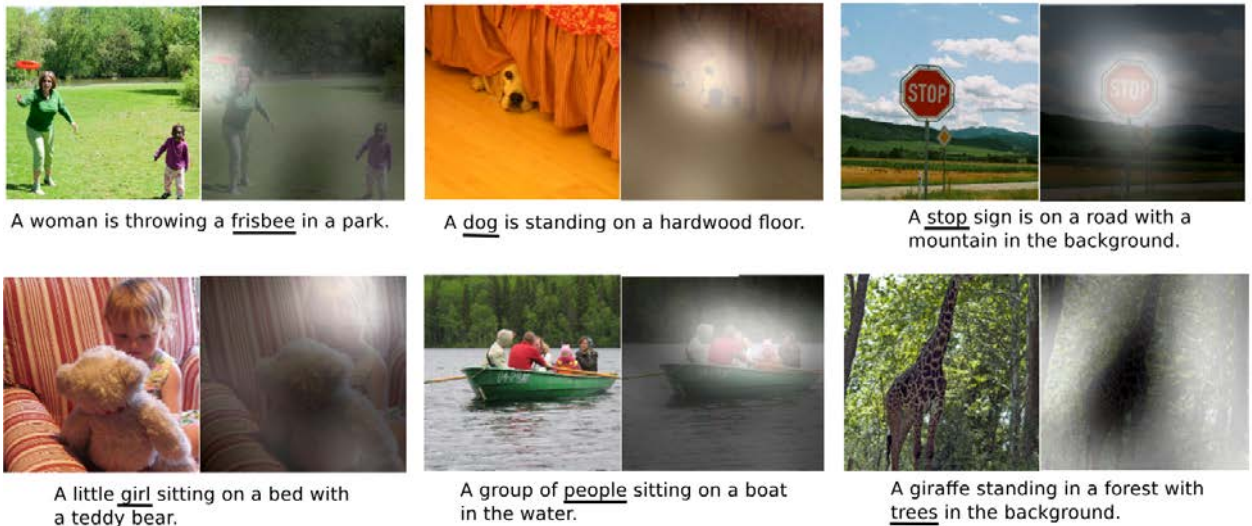 A woman is throwing a frisbee in a park.
A dog is standing on a hardwood floor.
STOP
STOP
A stop sign is on a road with a
mountain in the background.
A little girl sitting on a bed with
a teddy bear.
A group of people sitting on a boat
in the water.
A giraffe standing in a forest with
trees in the background.